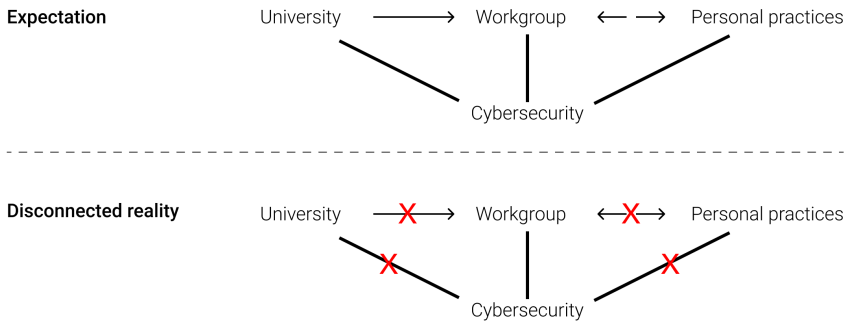 Expectation University Workgroup Personal practices
Cybersecurity
Disconnected reality University X Workgroup X Personal practices
X X
Cybersecurity